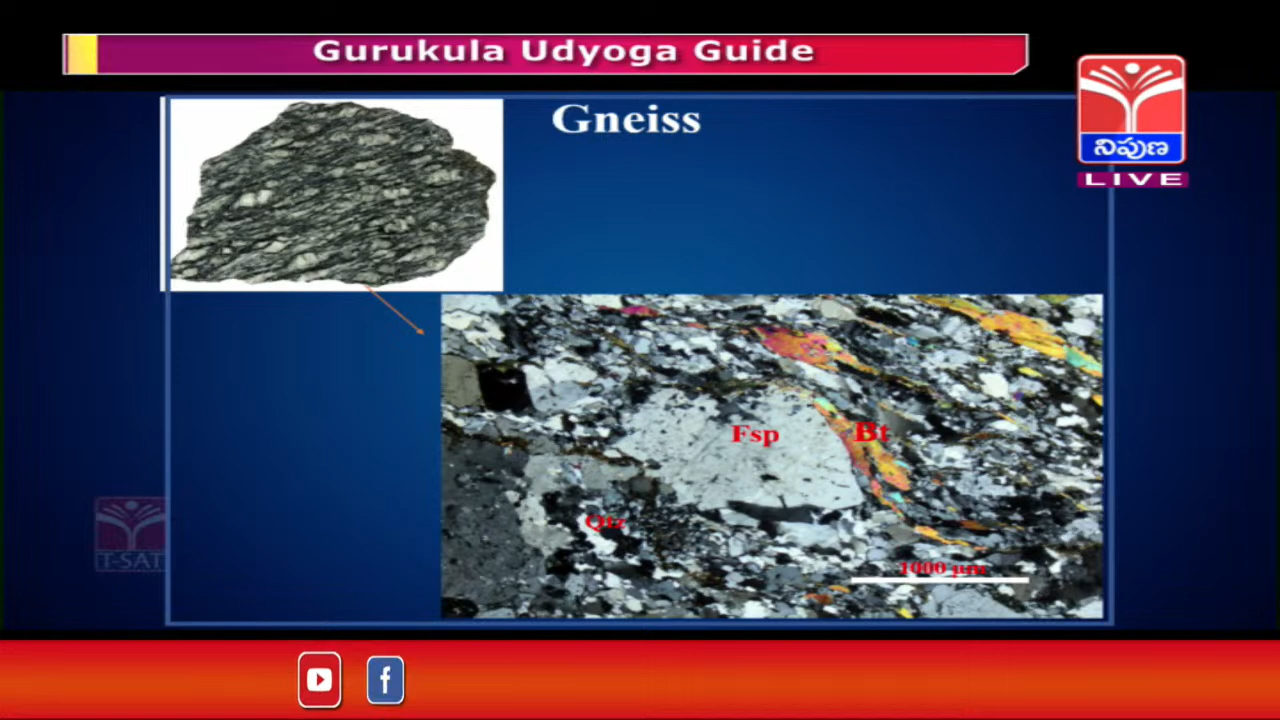 Gurukula Udyoga Guide
Gneiss
నిపుణ
LIVE
Fsp
Bt
Qtz
1000 µm
T-SAT